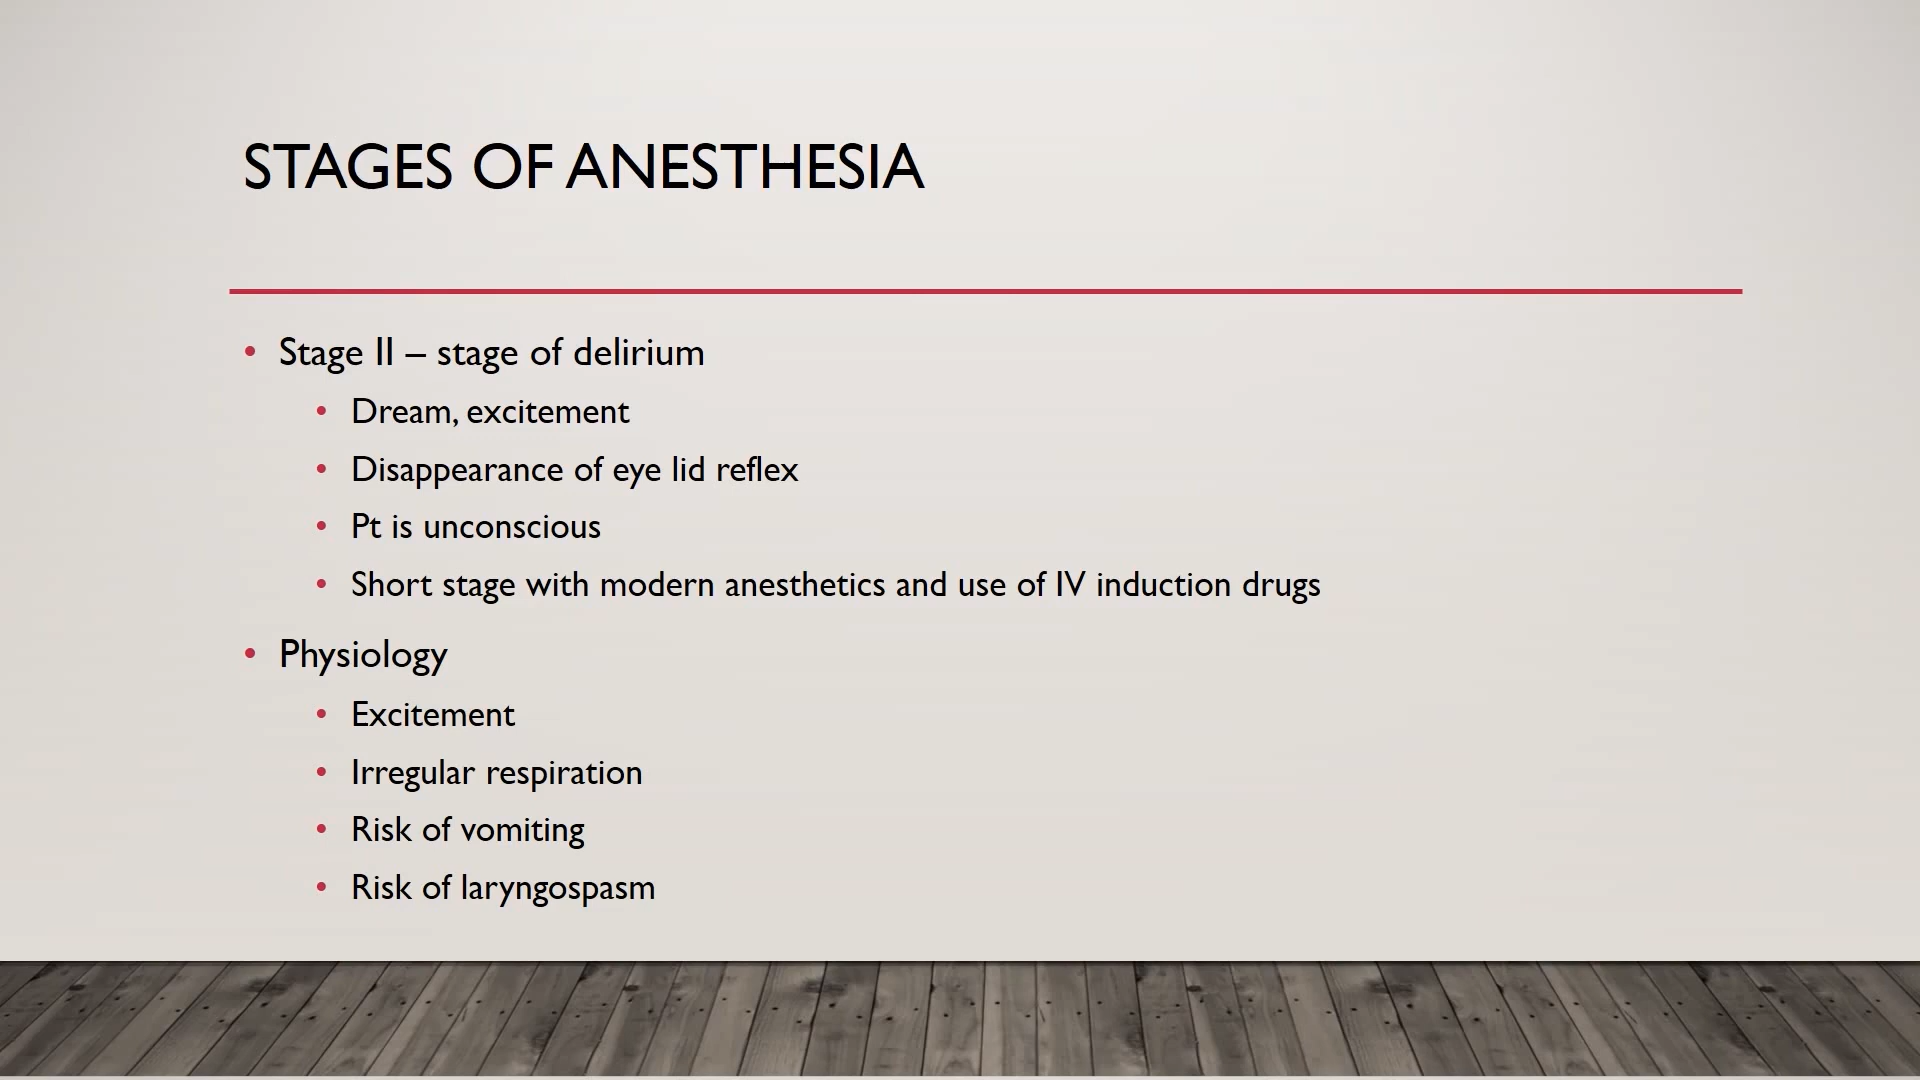 STAGES OF ANESTHESIA
• Stage II – stage of delirium
• Dream, excitement
• Disappearance of eye lid reflex
• Pt is unconscious
• Short stage with modern anesthetics and use of IV induction drugs
• Physiology
• Excitement
• Irregular respiration
• Risk of vomiting
• Risk of laryngospasm